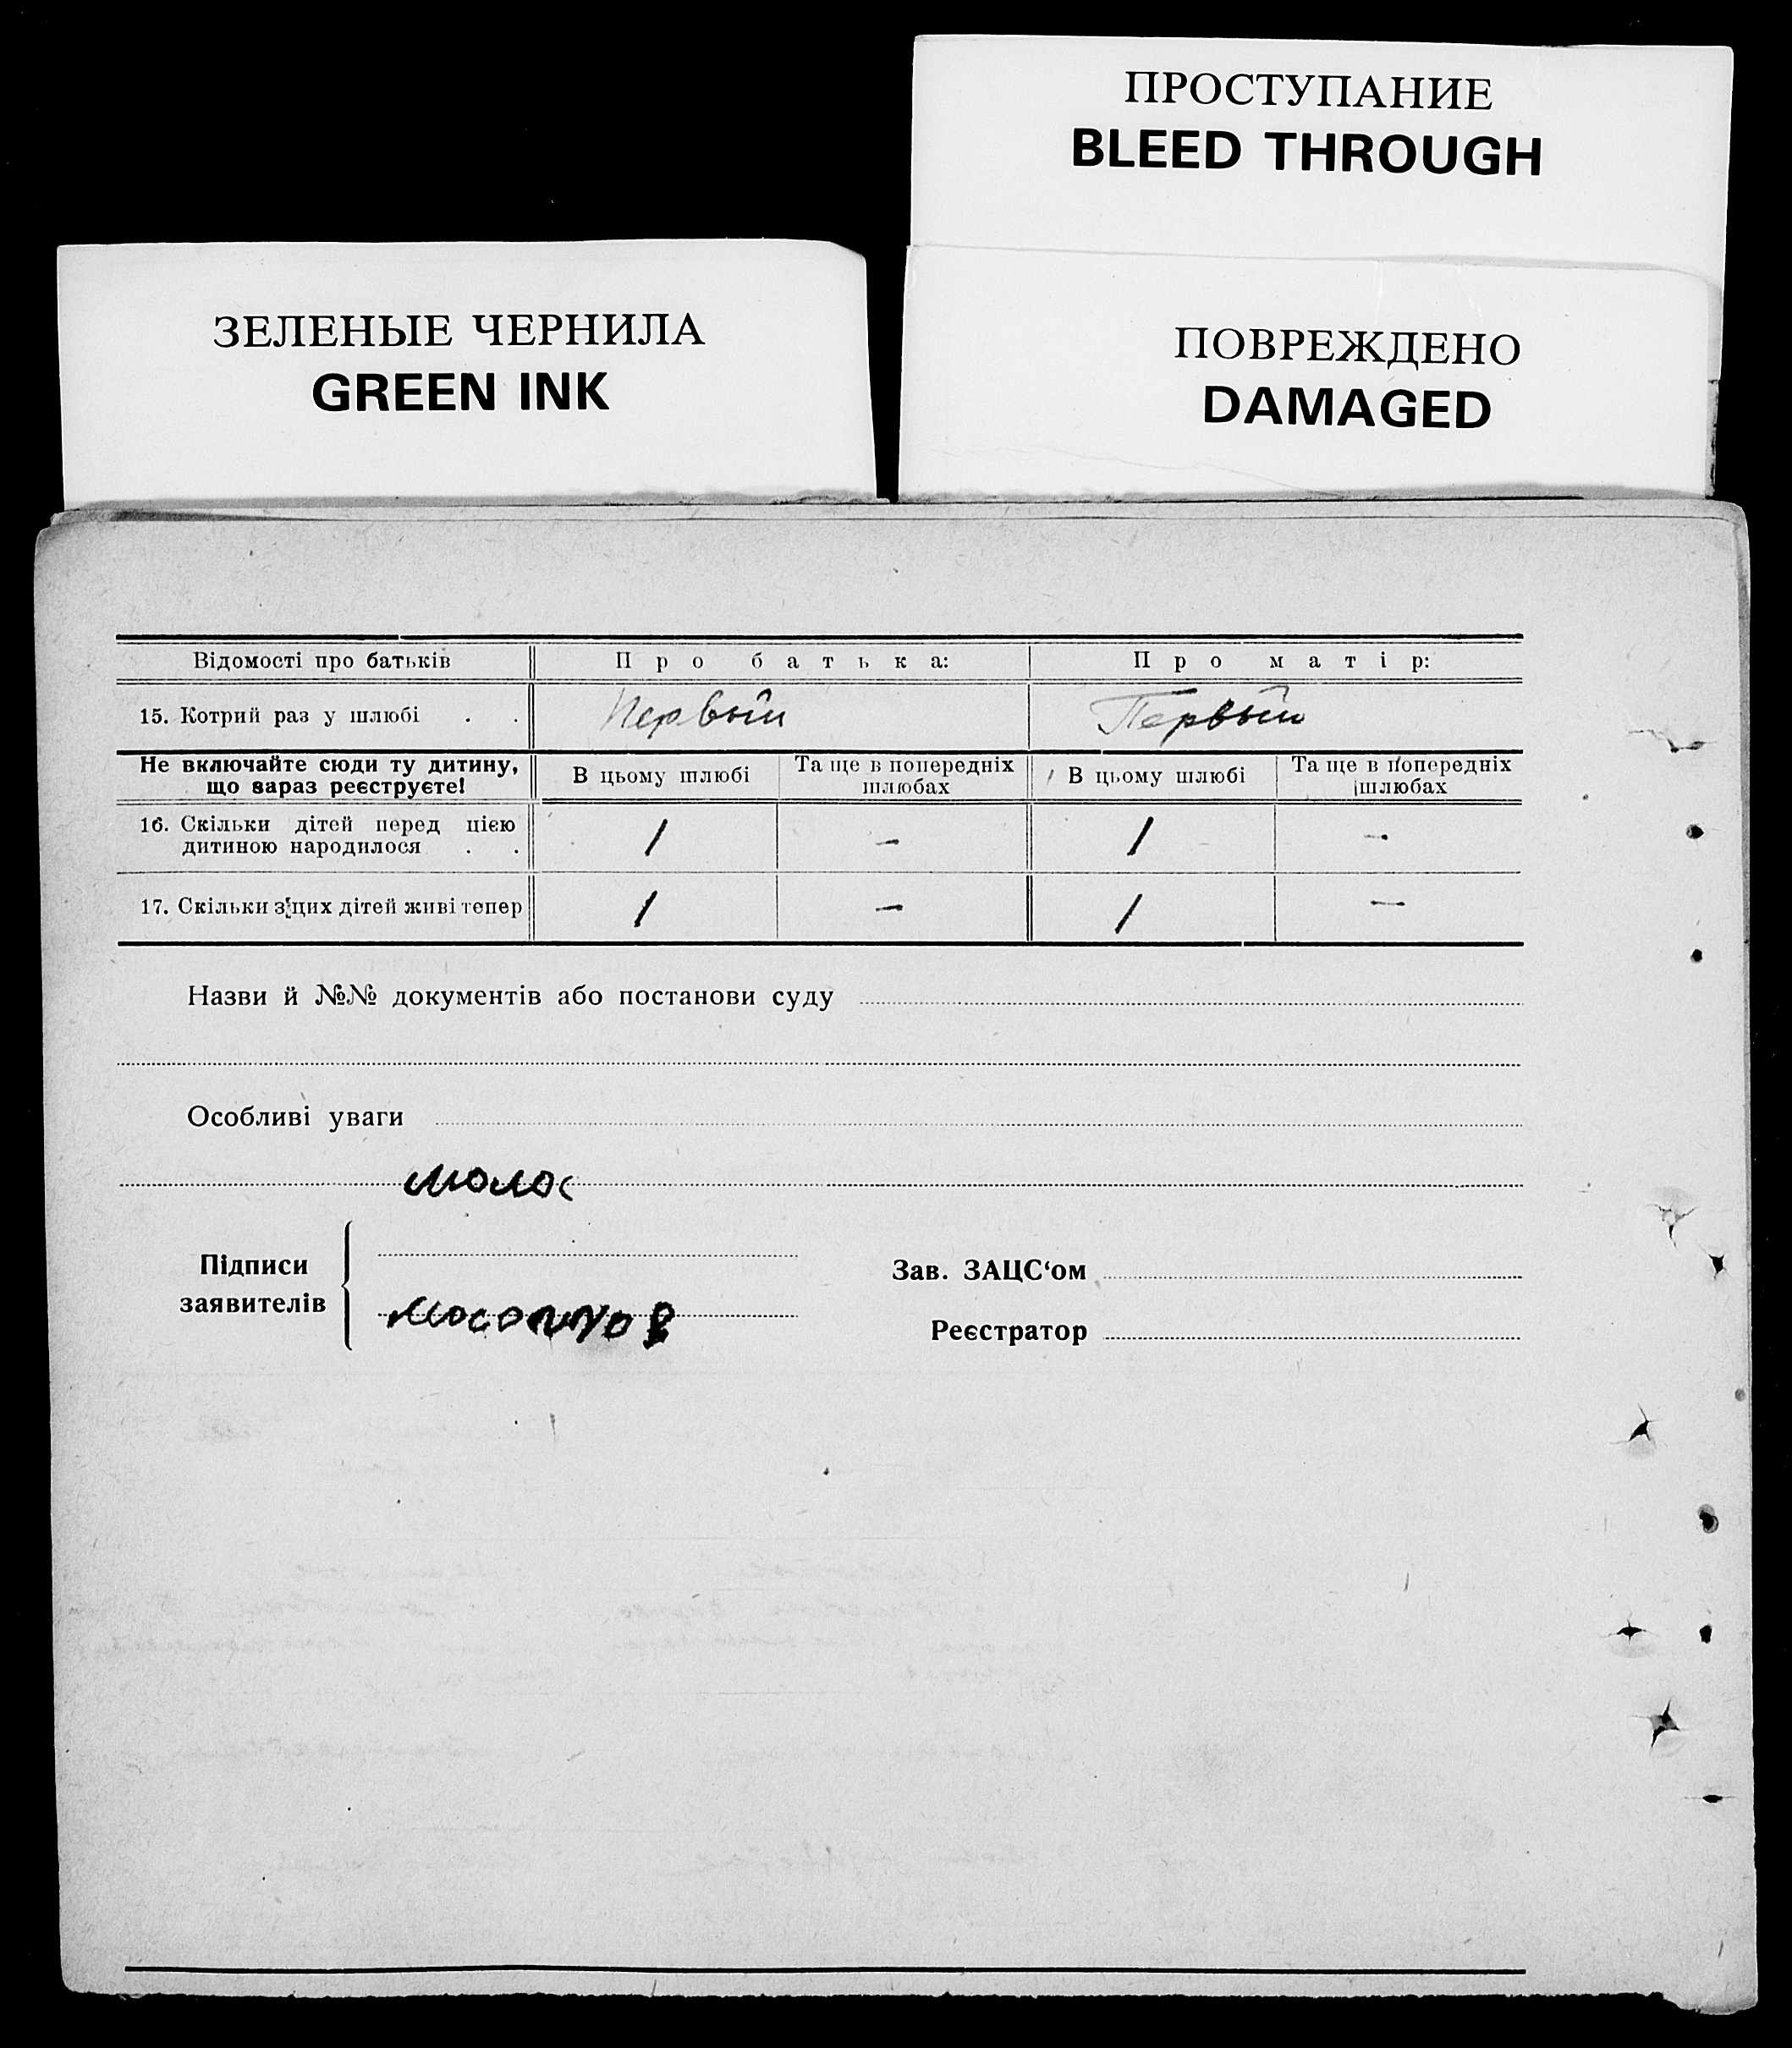 ПРОСТУПАНИЕ
BLEED THROUGH
ЗЕЛЕНЫЕ ЧЕРНИЛА
GREEN INK
ПОВРЕЖДЕНО
DAMAGED
Відомості про батьків Про батька: Про матір:
15. Котрий раз у шлюбі . . Первый Первый
Не включайте сюди ту дитину, що зараз реєструєте! В цьому шлюбі Та ще в попередніх шлюбах В цьому шлюбі Та ще в попередніх шлюбах
16. Скільки дітей перед цією дитиною народилося . . 1 — 1 —
17. Скільки з цих дітей живі тепер 1 — 1 —
Назви й №№ документів або постанови суду
Особливі уваги
Підписи заявителів
Зав. ЗАЦС‘ом
Реєстратор